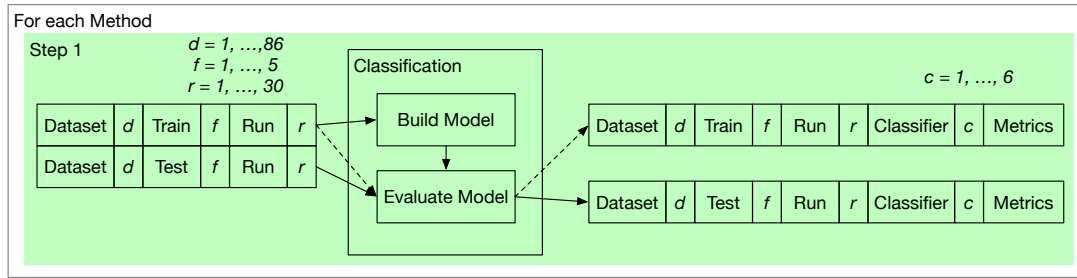 For each Method
Step 1
d = 1, …,86
f = 1, …, 5
r = 1, …, 30
Classification
c = 1, …, 6
Dataset d Train f Run r
Dataset d Test f Run r
Build Model
Evaluate Model
Dataset d Train f Run r Classifier c Metrics
Dataset d Test f Run r Classifier c Metrics